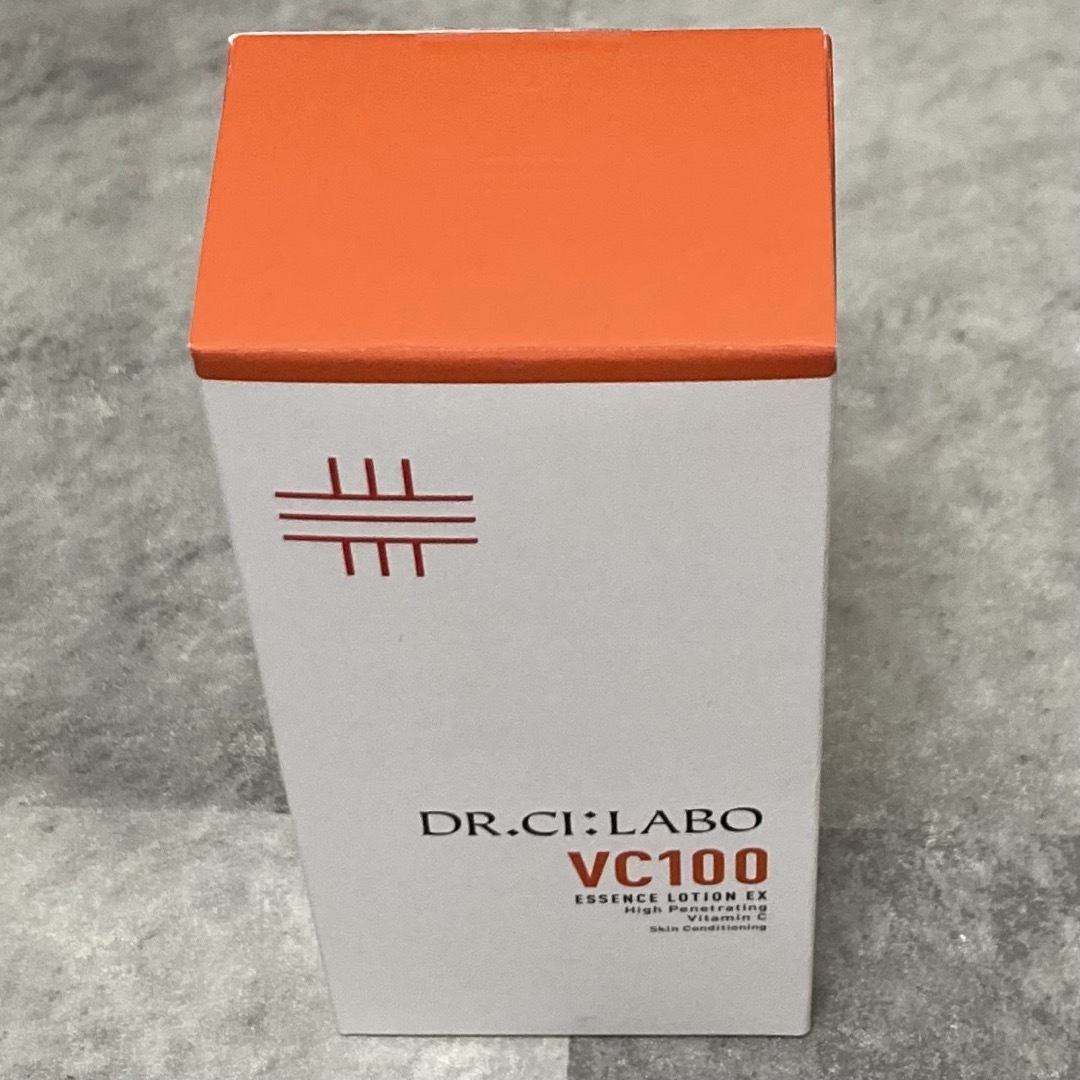 DR.CI:LABO
VC100
ESSENCE LOTION EX
High Penetrating
Vitamin C
Skin Conditioning